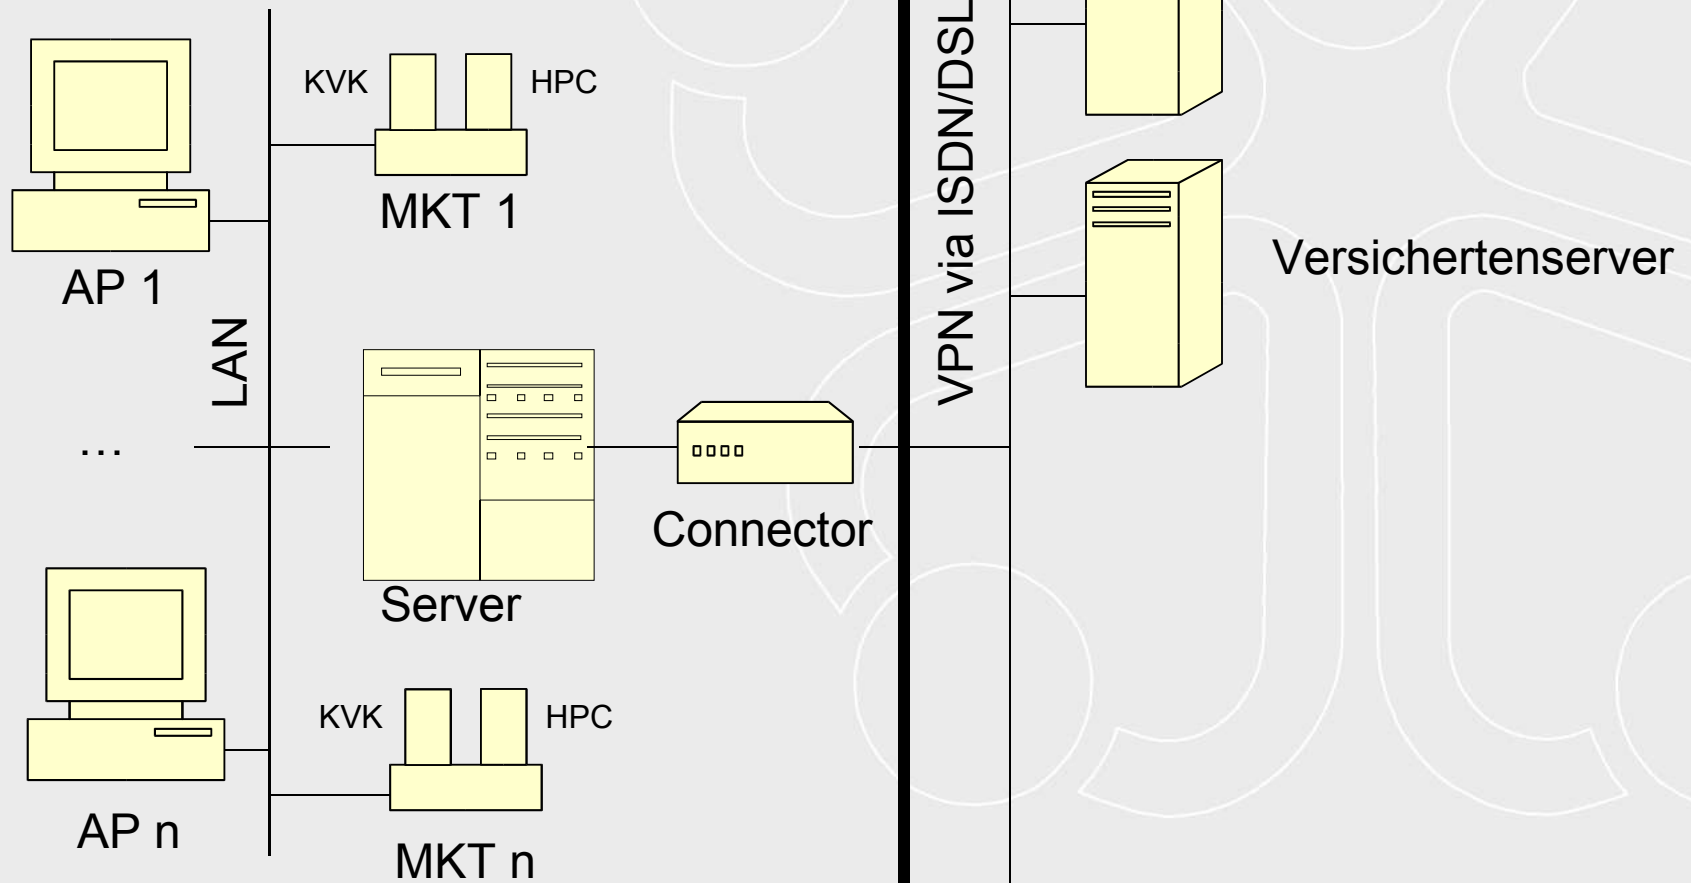 KVK
HPC
MKT 1
AP 1
LAN
VPN via ISDN/DSL
Versichertenserver
…
Connector
Server
KVK
HPC
AP n
MKT n